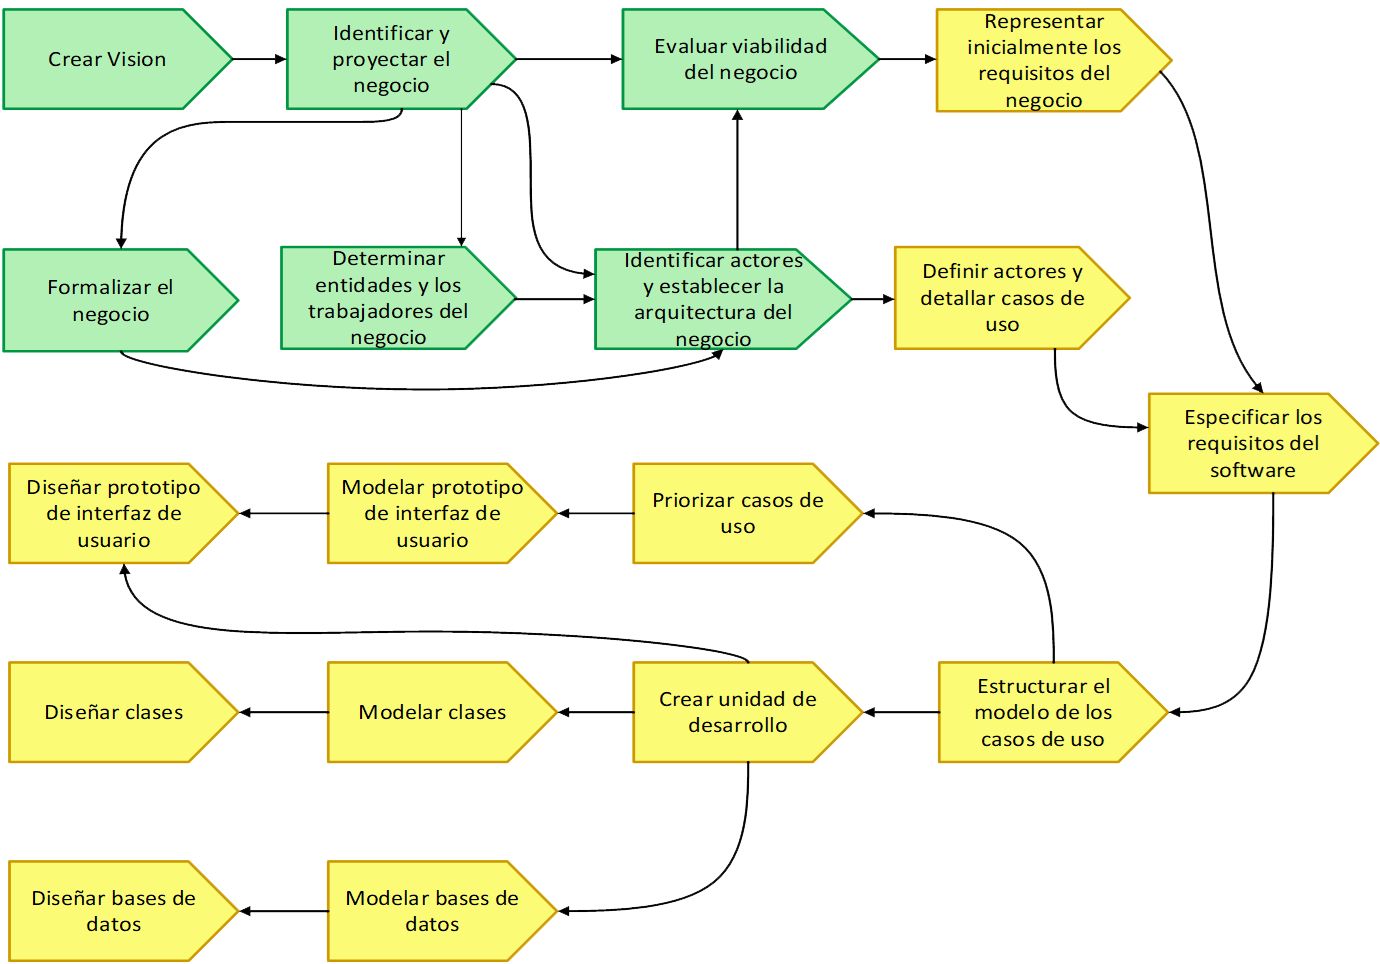 Crear Vision
Identificar y
proyectar el
negocio
Evaluar viabilidad
del negocio
Representar
inicialmente los
requisitos del
negocio
Formalizar el
negocio
Determinar
entidades y los
trabajadores del
negocio
Identificar actores
y establecer la
arquitectura del
negocio
Definir actores y
detallar casos de
uso
Especificar los
requisitos del
software
Diseñar prototipo
de interfaz de
usuario
Modelar prototipo
de interfaz de
usuario
Priorizar casos de
uso
Diseñar clases
Modelar clases
Crear unidad de
desarrollo
Estructurar el
modelo de los
casos de uso
Diseñar bases de
datos
Modelar bases de
datos